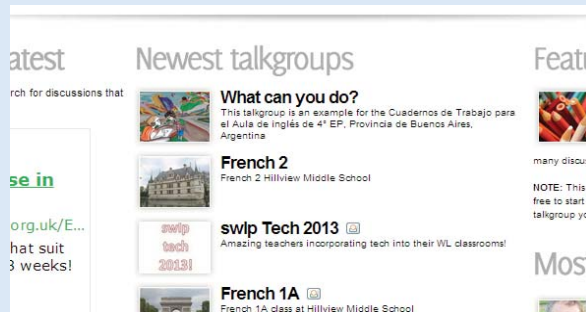 atest
rch for discussions that
se in
org.uk/E...
hat suit
3 weeks!
Newest talkgroups
What can you do?
This talkgroup is an example for the Cuadernos de Trabajo para
el Aula de inglés de 4° EP, Provincia de Buenos Aires,
Argentina
French 2
French 2 Hillview Middle School
swlp
tech
2013!
swlp Tech 2013
Amazing teachers incorporating tech into their WL classrooms!
French 1A
French 1A class at Hillview Middle School
Featu
many discus
NOTE: This
free to start
talkgroup yo
Most